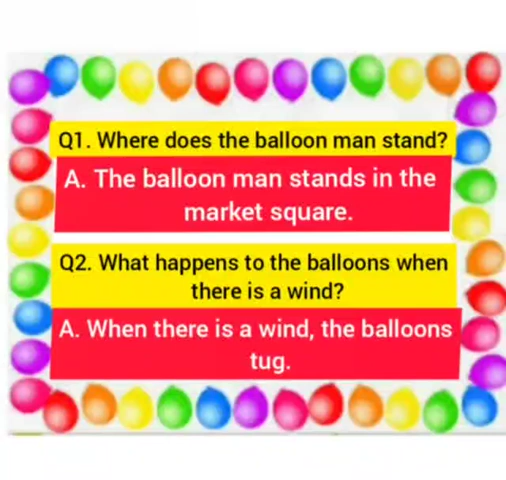 Q1. Where does the balloon man stand?
A. The balloon man stands in the
market square.
Q2. What happens to the balloons when
there is a wind?
A. When there is a wind, the balloons
tug.